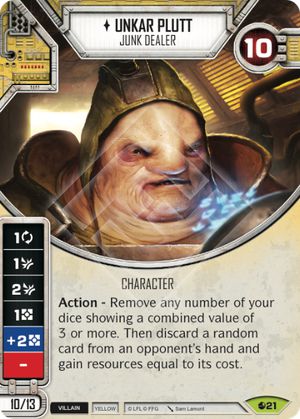 UNKAR PLUTT
JUNK DEALER
10
1
1
2
1
+2
-
10/13
CHARACTER
Action - Remove any number of your
dice showing a combined value of
3 or more. Then discard a random
card from an opponent's hand and
gain resources equal to its cost.
VILLAIN
YELLOW
© LFL © FFG
Sam Lamont
21